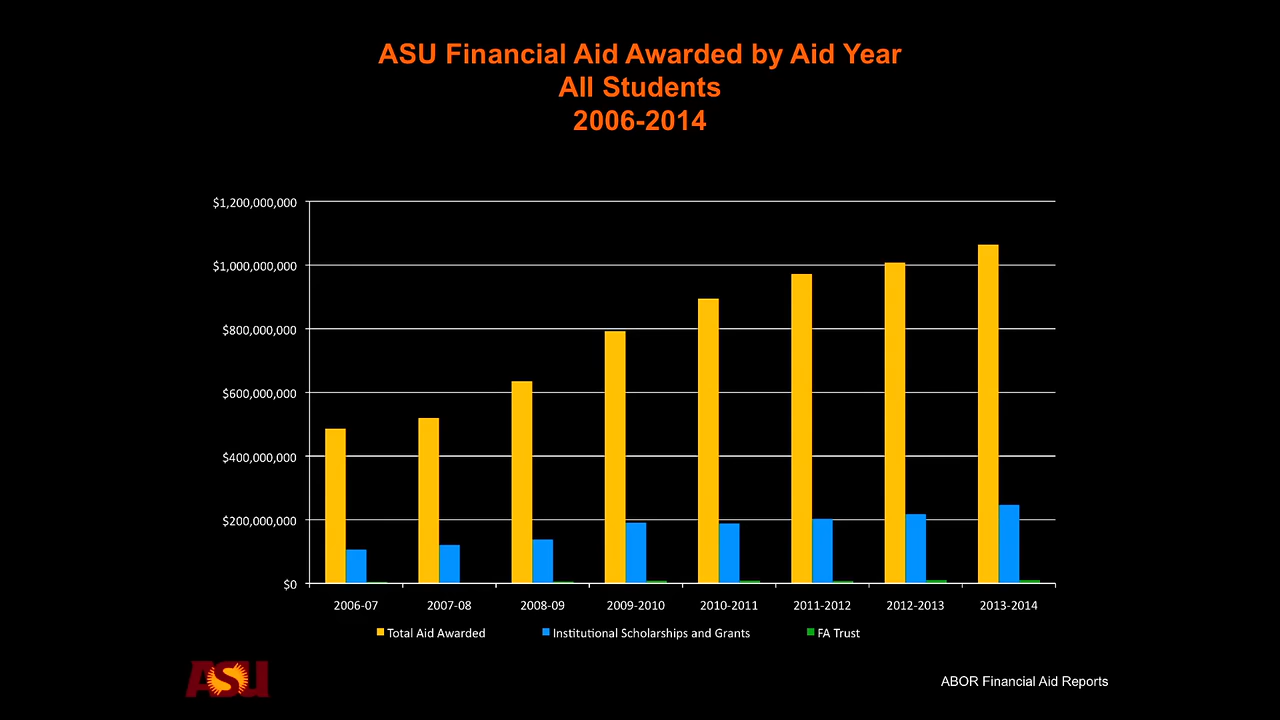 ASU Financial Aid Awarded by Aid Year
All Students
2006-2014
$1,200,000,000
$1,000,000,000
$800,000,000
$600,000,000
$400,000,000
$200,000,000
$0
2006-07 2007-08 2008-09 2009-2010 2010-2011 2011-2012 2012-2013 2013-2014
Total Aid Awarded Institutional Scholarships and Grants FA Trust
ASU
ABOR Financial Aid Reports